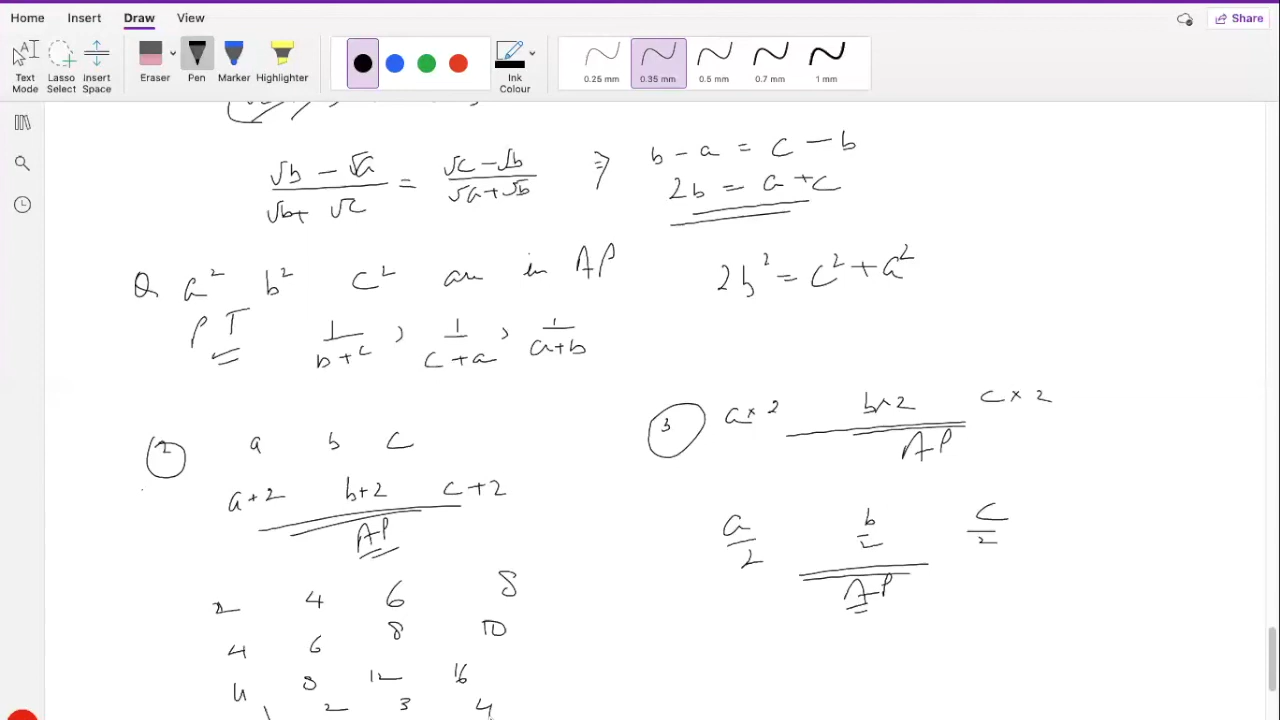 Home Insert Draw View Share
Text Mode Lasso Select Insert Space Eraser Pen Marker Highlighter Ink Colour 0.25 mm 0.35 mm 0.5 mm 0.7 mm 1 mm
(√b - √a)/(√b+ √c) = (√c - √b)/(√a+√b) ⇒ b - a = c - b
2b = a + c
Q a² b² c² are in AP 2b² = c² + a²
PT 1/(b+c) , 1/(c+a) , 1/(a+b)
3 a×2 b×2 c×2
AP
2 a b c
a+2 b+2 c+2
AP
a/2 b/2 c/2
AP
2 4 6 8
4 6 8 10
4 8 12 16
1 2 3 4